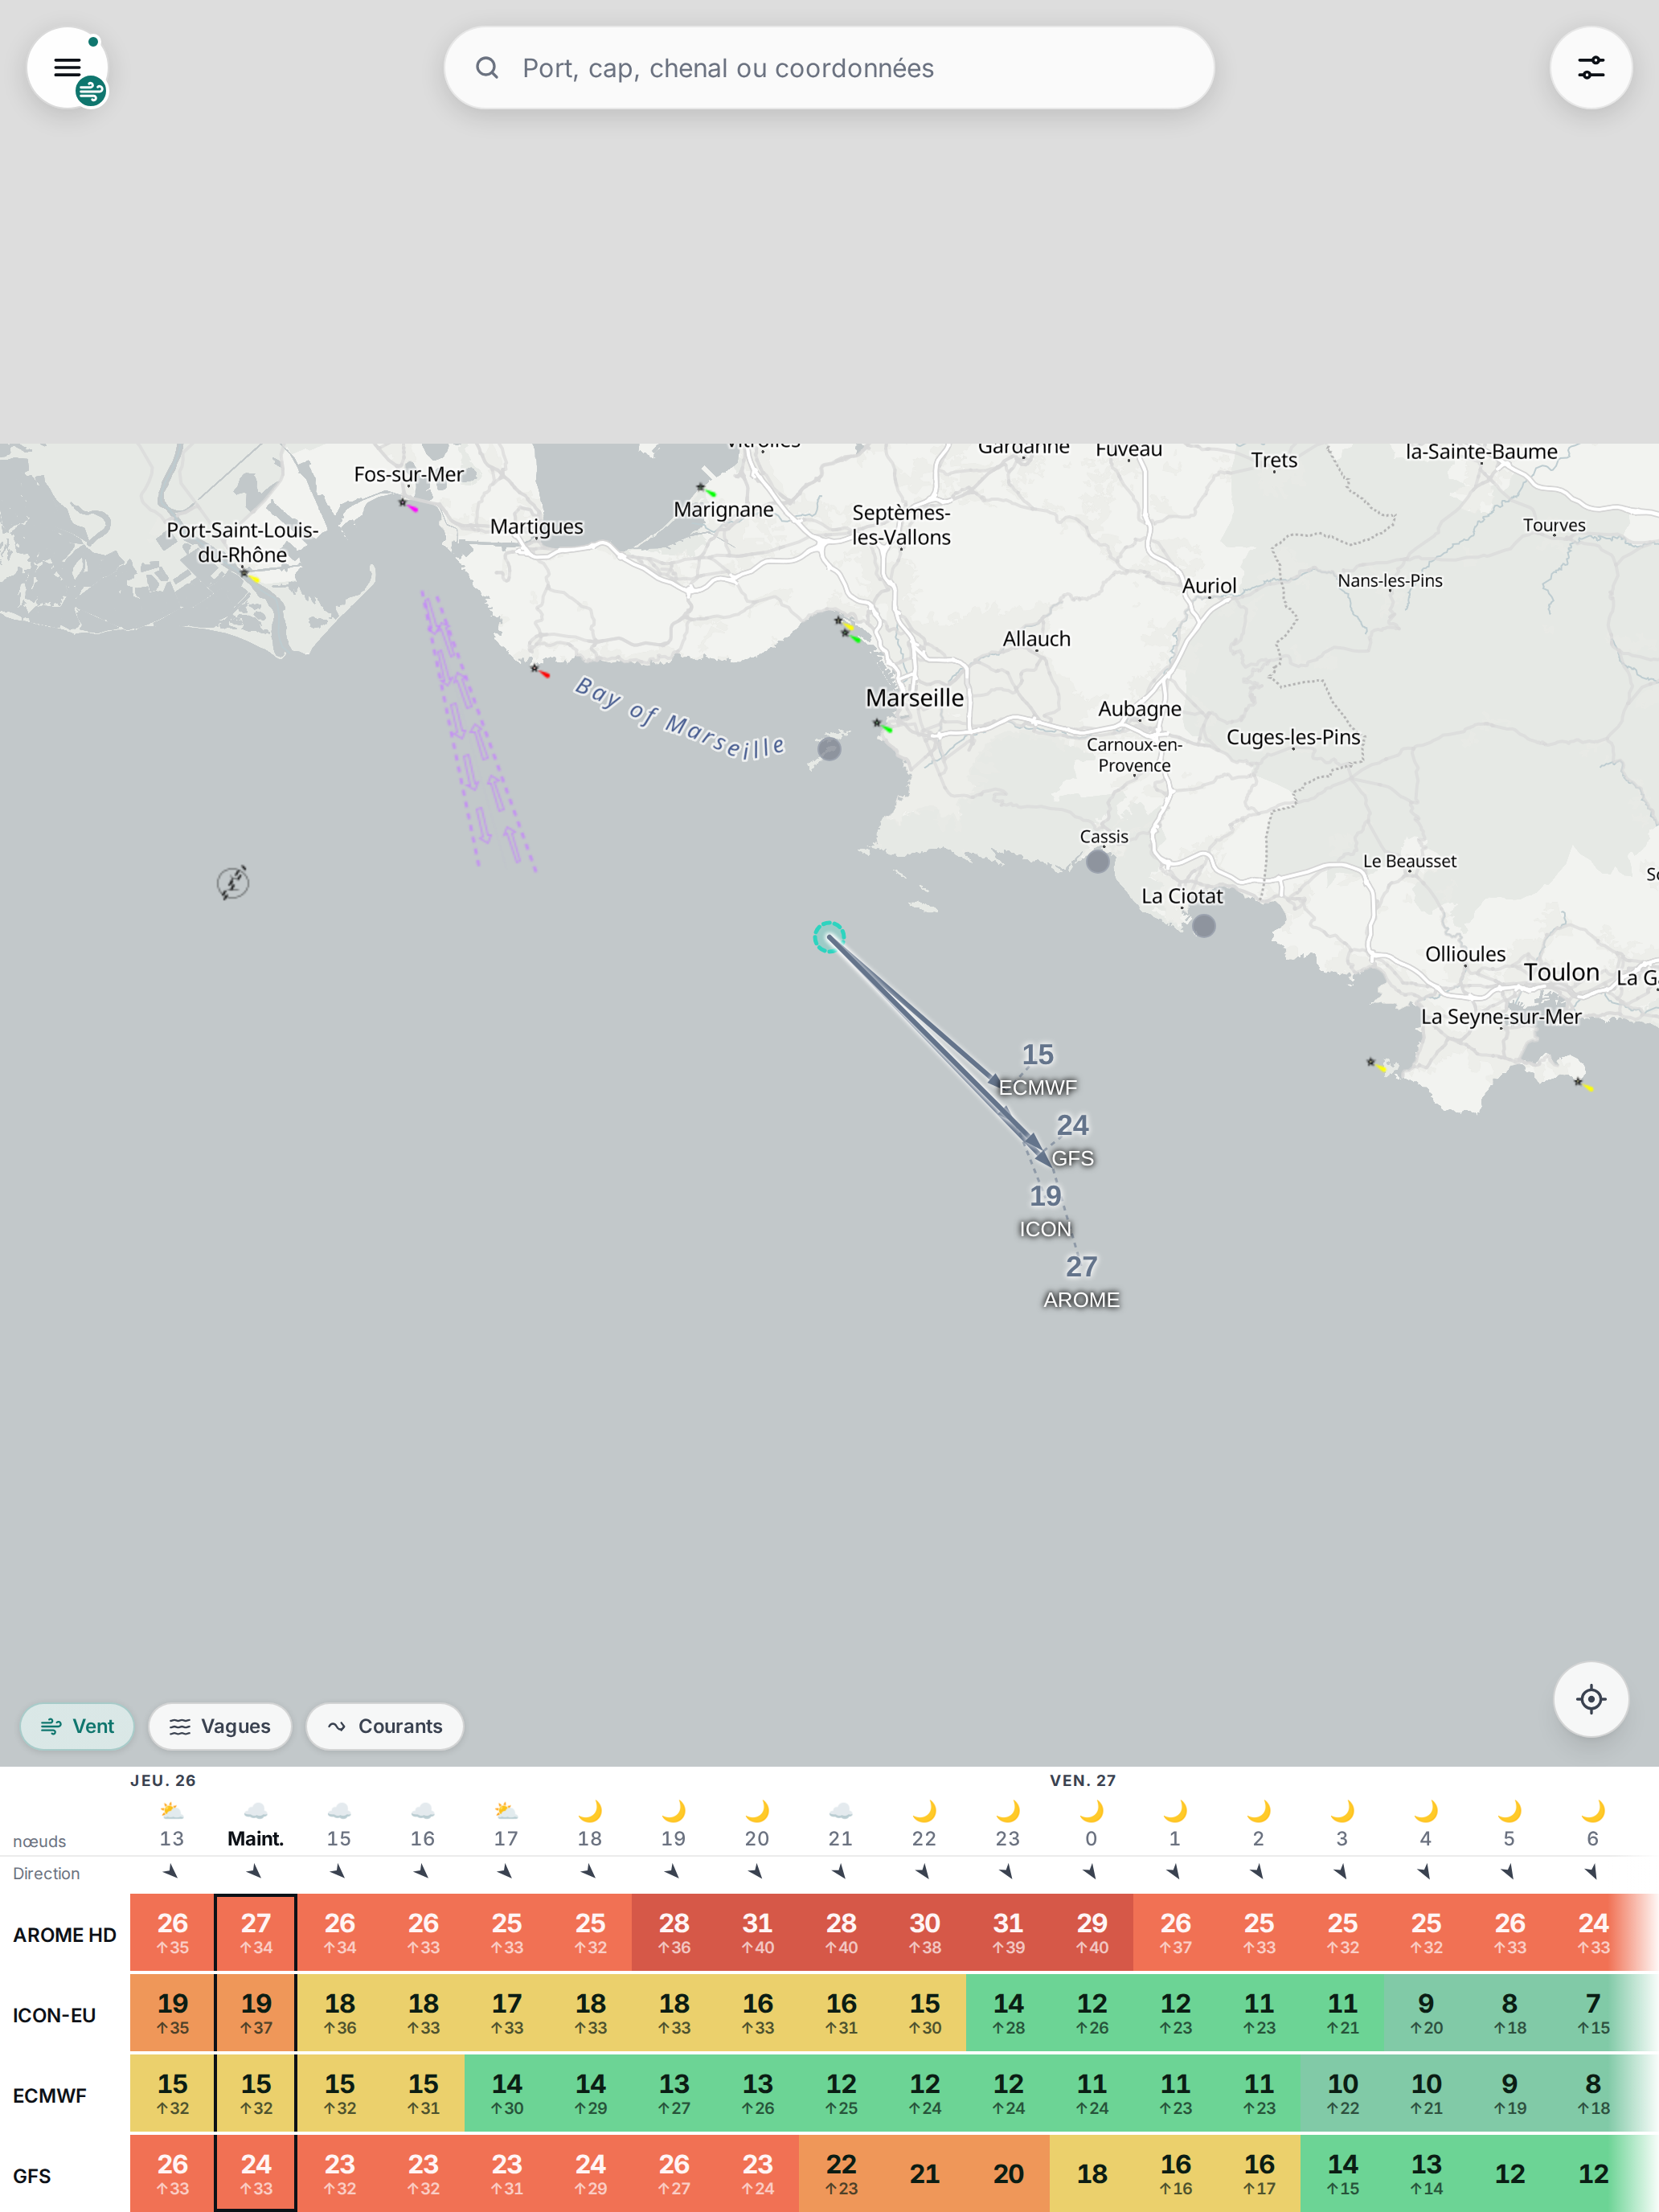 Port, cap, chenal ou coordonnées
Vitrolles
Gardanne
Fuveau
Trets
la-Sainte-Baume
Fos-sur-Mer
Marignane
Port-Saint-Louis-
du-Rhône
Martigues
Septèmes-
les-Vallons
Tourves
Auriol
Nans-les-Pins
Allauch
Bay of Marseille
Marseille
Aubagne
Carnoux-en-
Provence
Cuges-les-Pins
Cassis
Le Beausset
La Ciotat
Ollioules
Toulon
La Seyne-sur-Mer
15
ECMWF
24
GFS
19
ICON
27
AROME
Vent Vagues Courants
JEU. 26 VEN. 27
nœuds 13 Maint. 15 16 17 18 19 20 21 22 23 0 1 2 3 4 5 6
Direction
AROME HD 26 27 26 26 25 25 28 31 28 30 31 29 26 25 25 25 26 24
↑35 ↑34 ↑34 ↑33 ↑33 ↑32 ↑36 ↑40 ↑40 ↑38 ↑39 ↑40 ↑37 ↑33 ↑32 ↑32 ↑33 ↑33
ICON-EU 19 19 18 18 17 18 18 16 16 15 14 12 12 11 11 9 8 7
↑35 ↑37 ↑36 ↑33 ↑33 ↑33 ↑33 ↑33 ↑31 ↑30 ↑28 ↑26 ↑23 ↑23 ↑21 ↑20 ↑18 ↑15
ECMWF 15 15 15 15 14 14 13 13 12 12 12 11 11 11 10 10 9 8
↑32 ↑32 ↑32 ↑31 ↑30 ↑29 ↑27 ↑26 ↑25 ↑24 ↑24 ↑24 ↑23 ↑23 ↑22 ↑21 ↑19 ↑18
GFS 26 24 23 23 23 24 26 23 22 21 20 18 16 16 14 13 12 12
↑33 ↑33 ↑32 ↑32 ↑31 ↑29 ↑27 ↑24 ↑23 ↑16 ↑17 ↑15 ↑14